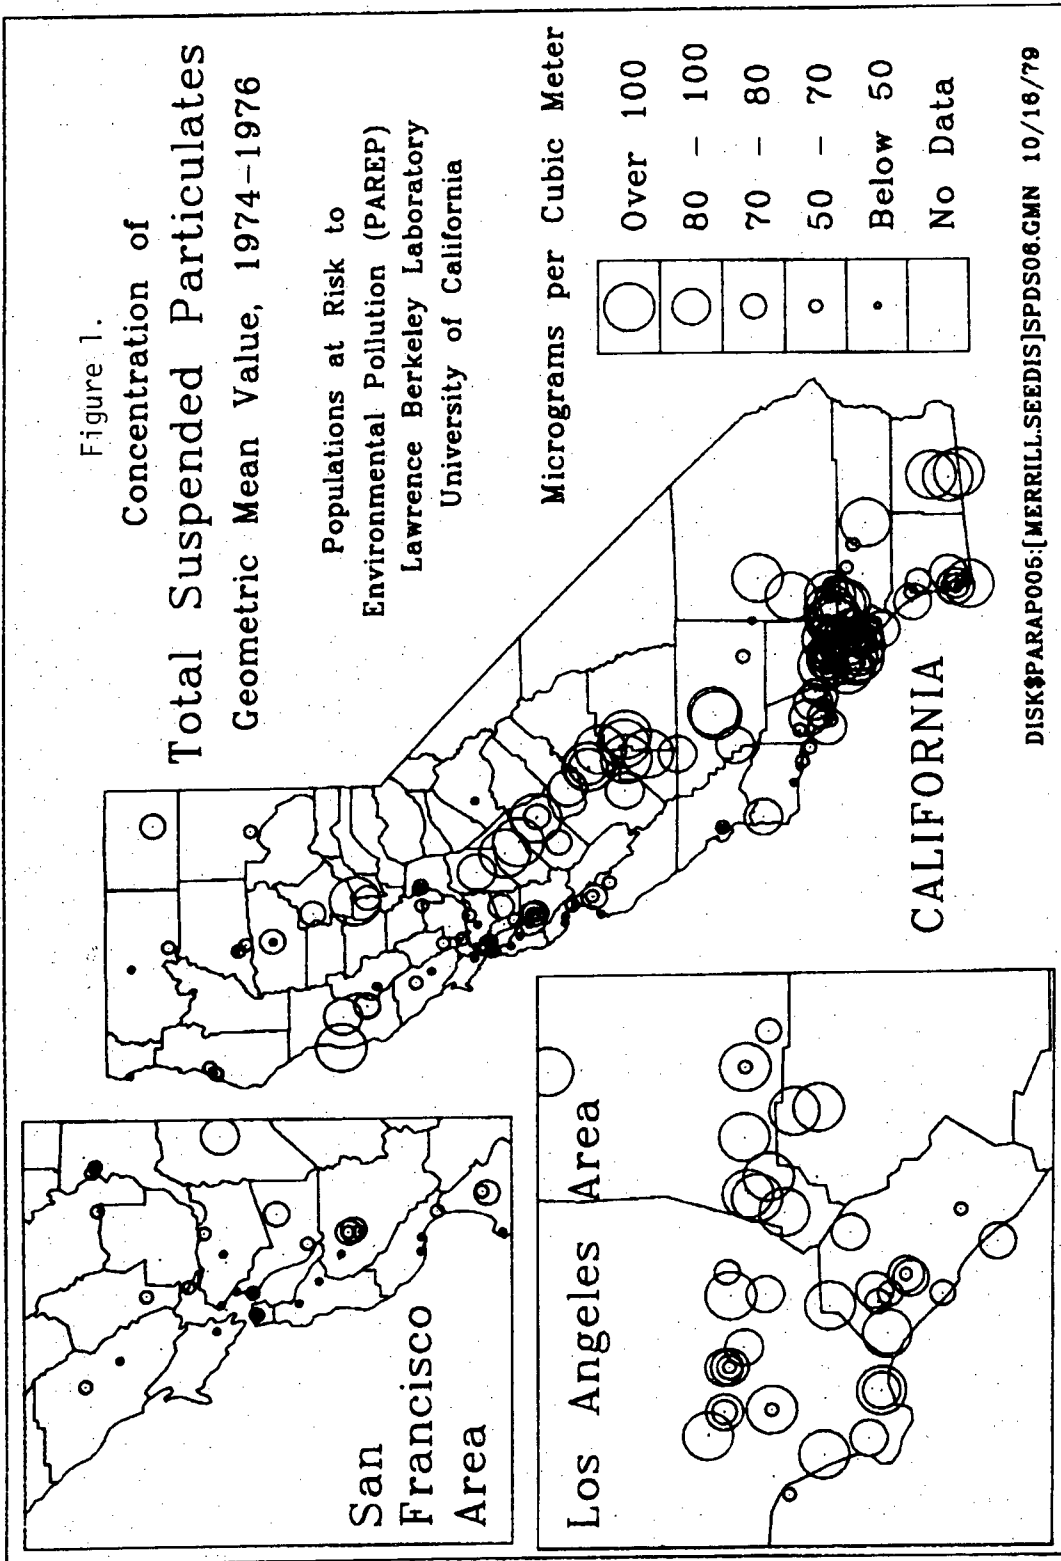 Figure 1.
Concentration of
Total Suspended Particulates
Geometric Mean Value, 1974-1976
Populations at Risk to
Environmental Pollution (PAREP)
Lawrence Berkeley Laboratory
University of California
Micrograms per Cubic Meter
Over 100
80 - 100
70 - 80
50 - 70
Below 50
No Data
San
Francisco
Area
Los Angeles Area
CALIFORNIA
DISK$PARAP005:[MERRILL.SEEDIS]SPDS06.GMN 10/16/79